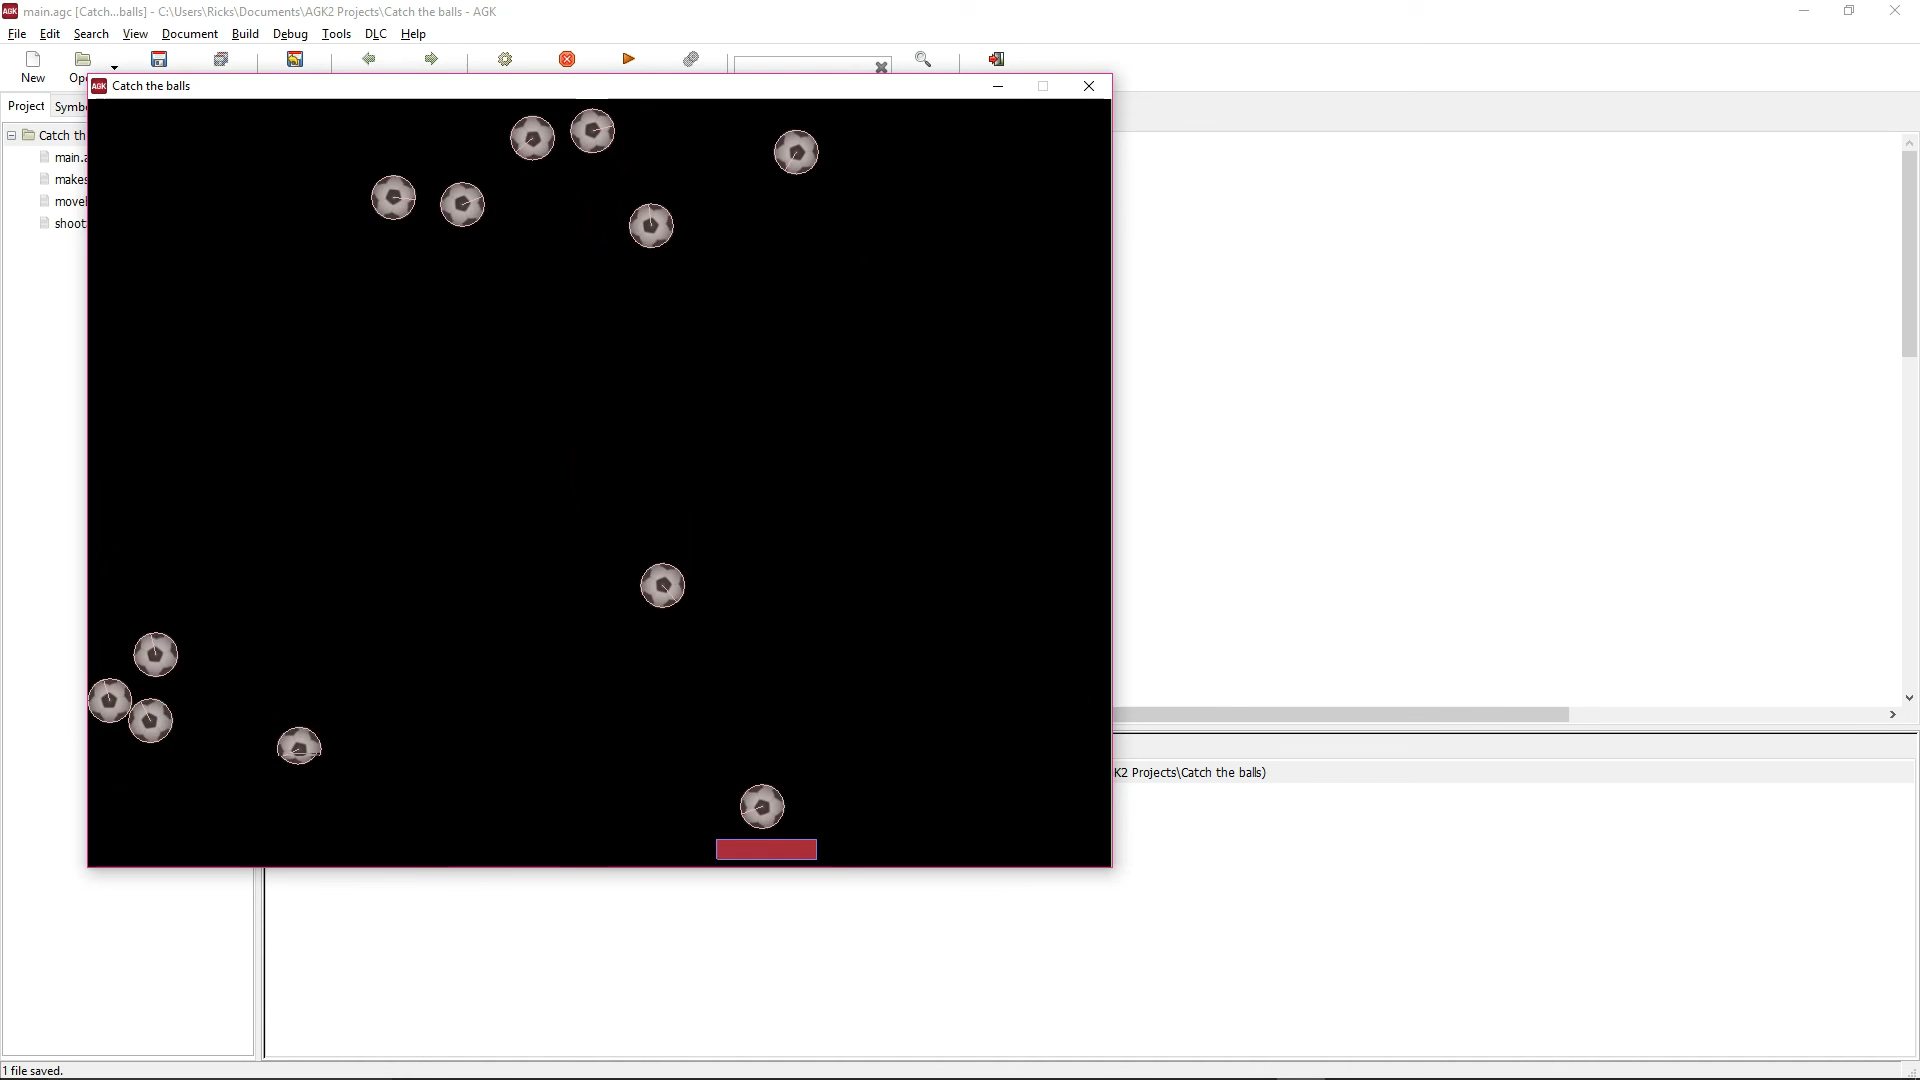 AGK main.agc [Catch...balls] - C:\Users\Ricks\Documents\AGK2 Projects\Catch the balls - AGK
File Edit Search View Document Build Debug Tools DLC Help
New Op
AGK Catch the balls
Project Symb
Catch th
main.a
makes
movel
shoot
K2 Projects\Catch the balls)
1 file saved.